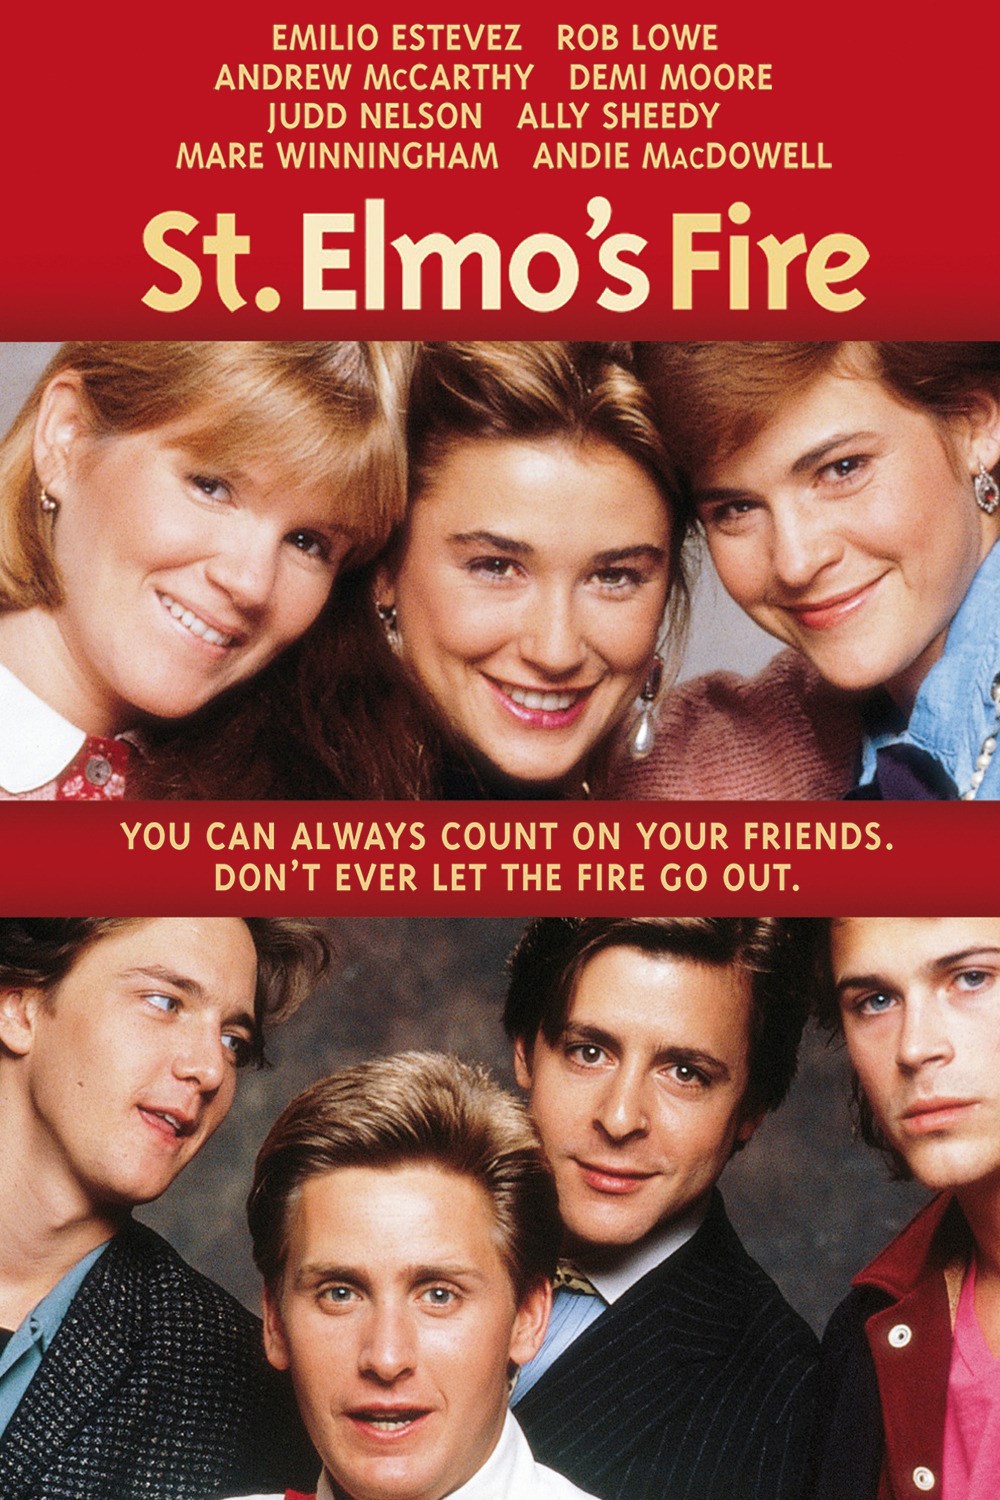 EMILIO ESTEVEZ ROB LOWE
ANDREW McCARTHY DEMI MOORE
JUDD NELSON ALLY SHEEDY
MARE WINNINGHAM ANDIE MacDOWELL
St. Elmo's Fire
YOU CAN ALWAYS COUNT ON YOUR FRIENDS.
DON'T EVER LET THE FIRE GO OUT.